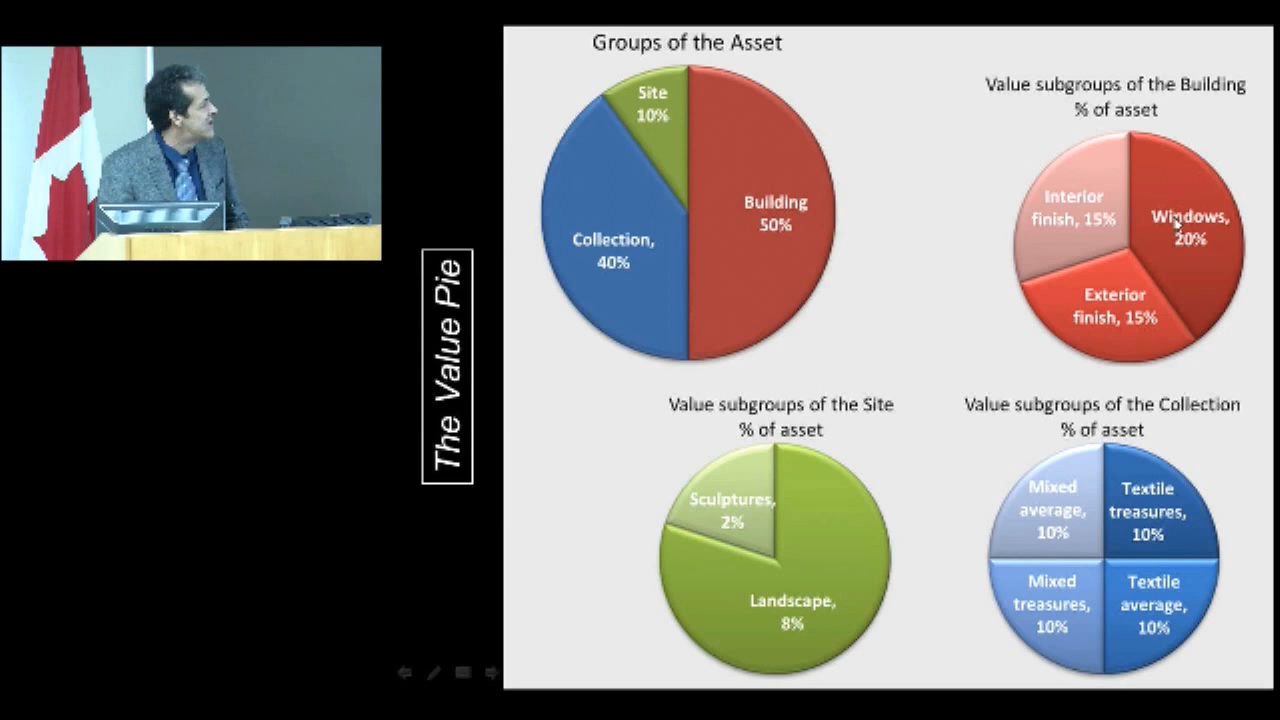 The Value Pie
Groups of the Asset
Site
10%
Building
50%
Collection,
40%
Value subgroups of the Building
% of asset
Interior
finish, 15%
Windows,
20%
Exterior
finish, 15%
Value subgroups of the Site
% of asset
Sculptures,
2%
Landscape,
8%
Value subgroups of the Collection
% of asset
Mixed
average,
10%
Textile
treasures,
10%
Mixed
treasures,
10%
Textile
average,
10%